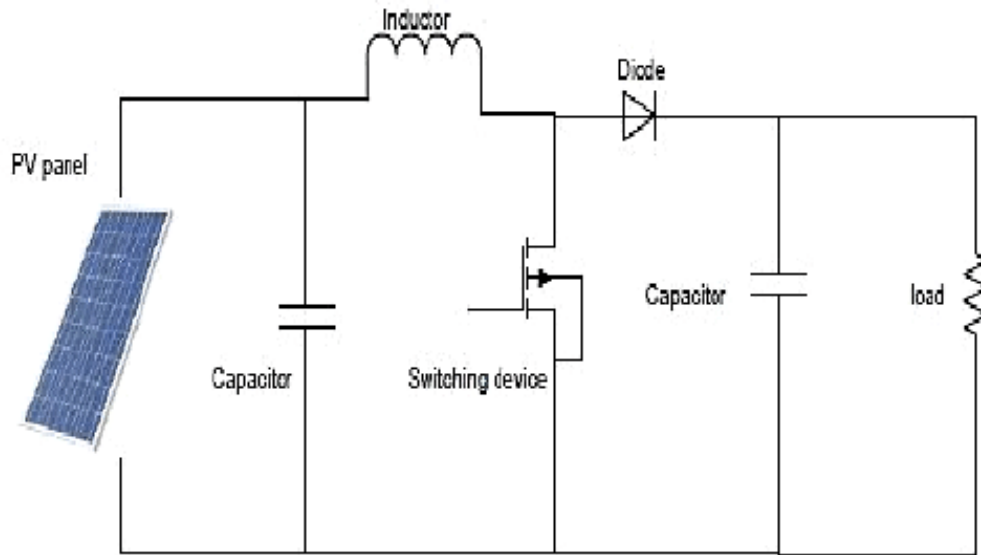 Inductor
Diode
PV panel
Capacitor
Switching device
Capacitor
load